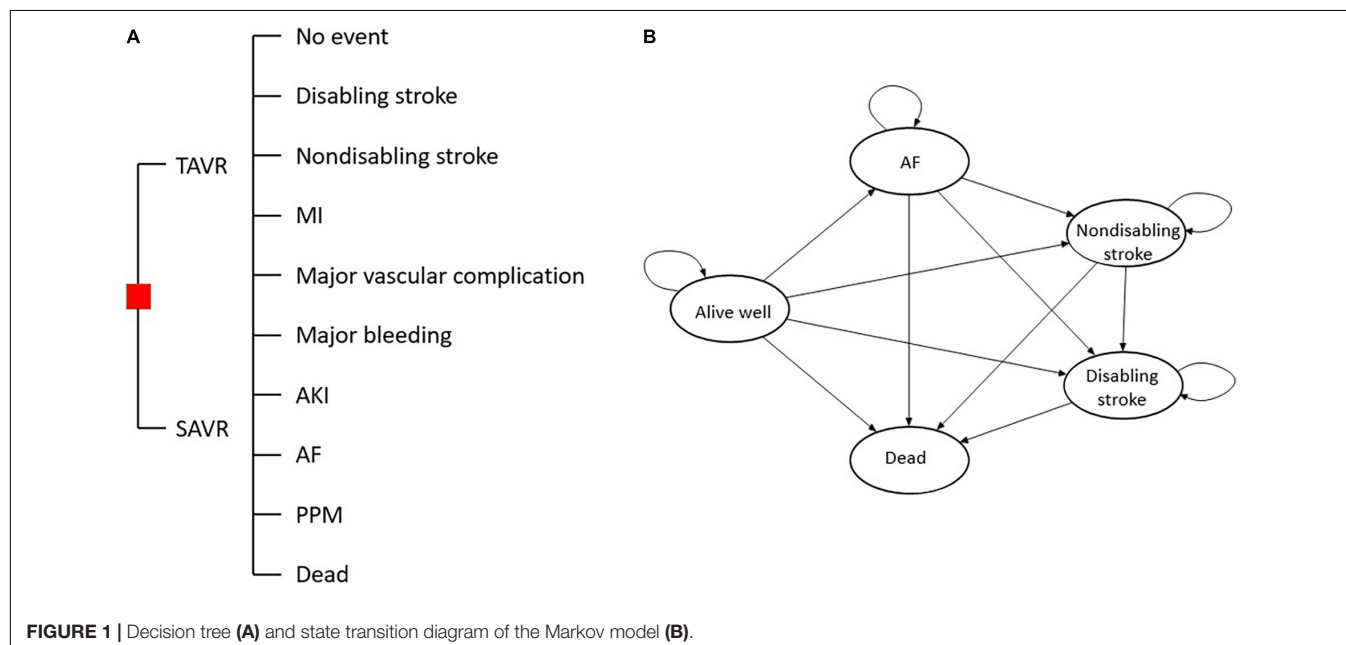 A
TAVR
SAVR
No event
Disabling stroke
Nondisabling stroke
MI
Major vascular complication
Major bleeding
AKI
AF
PPM
Dead
B
AF
Nondisabling
stroke
Alive well
Disabling
stroke
Dead
FIGURE 1 | Decision tree (A) and state transition diagram of the Markov model (B).